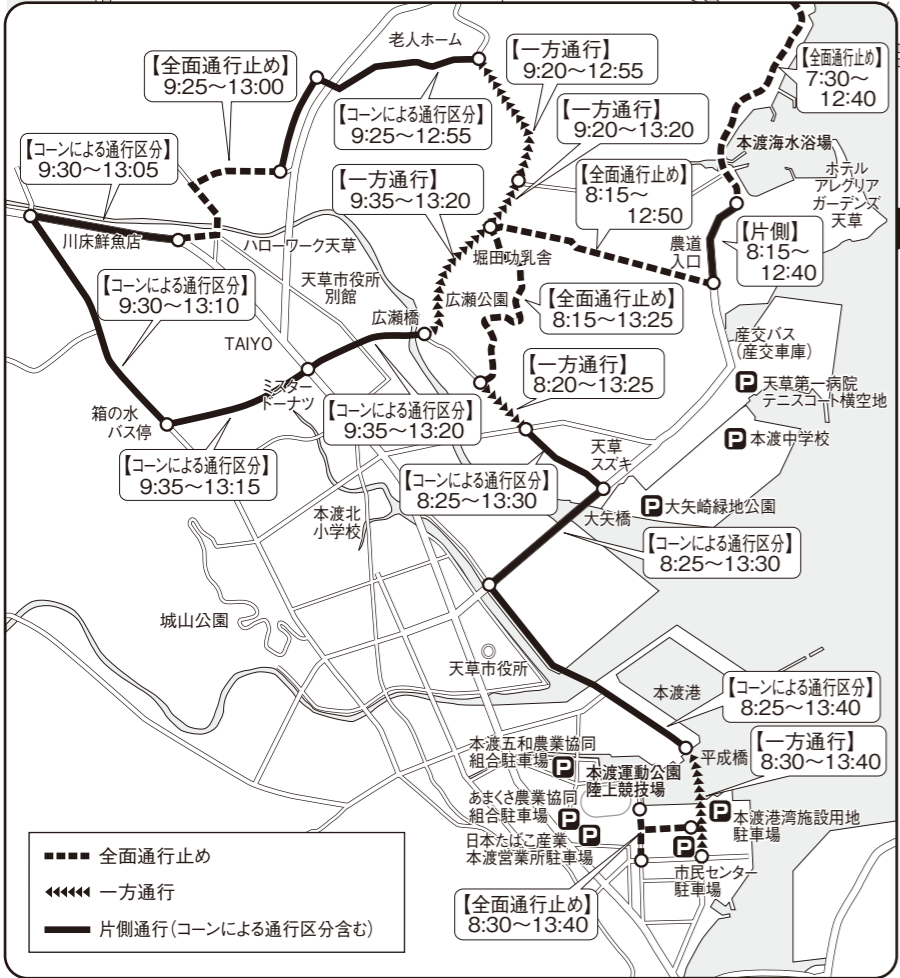 老人ホーム
【全面通行止め】
9:25～13:00
【一方通行】
9:20～12:55
【全面通行止め】
7:30～
12:40
【コーンによる通行区分】
9:25～12:55
【一方通行】
9:20～13:20
【コーンによる通行区分】
9:30～13:05
【一方通行】
9:35～13:20
【全面通行止め】
8:15～
12:50
本渡海水浴場
ホテル
アレグリア
ガーデンズ
天草
川床鮮魚店
ハローワーク天草
堀田功乳舎
農道
入口
【片側】
8:15～
12:40
【コーンによる通行区分】
9:30～13:10
天草市役所
別館
広瀬公園
【全面通行止め】
8:15～13:25
広瀬橋
TAIYO
産交バス
(産交車庫)
ミスター
ドーナツ
【一方通行】
8:20～13:25
P 天草第一病院
テニスコート横空地
箱の水
バス停
【コーンによる通行区分】
9:35～13:20
P 本渡中学校
【コーンによる通行区分】
9:35～13:15
天草
スズキ
【コーンによる通行区分】
8:25～13:30
P 大矢崎緑地公園
大矢橋
本渡北
小学校
【コーンによる通行区分】
8:25～13:30
城山公園
天草市役所
本渡港
【コーンによる通行区分】
8:25～13:40
平成橋
【一方通行】
8:30～13:40
本渡五和農業協同
組合駐車場 P
本渡運動公園
陸上競技場
あまくさ農業協同
組合駐車場 P
P 本渡港湾施設用地
駐車場
日本たばこ産業
本渡営業所駐車場 P
P
市民センター
駐車場
【全面通行止め】
8:30～13:40
全面通行止め
一方通行
片側通行(コーンによる通行区分含む)